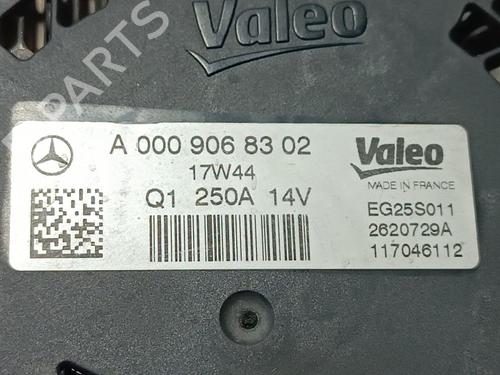 Valeo
A 000 906 83 02
17W44
Q1 250A 14V
Valeo
MADE IN FRANCE
EG25S011
2620729A
117046112